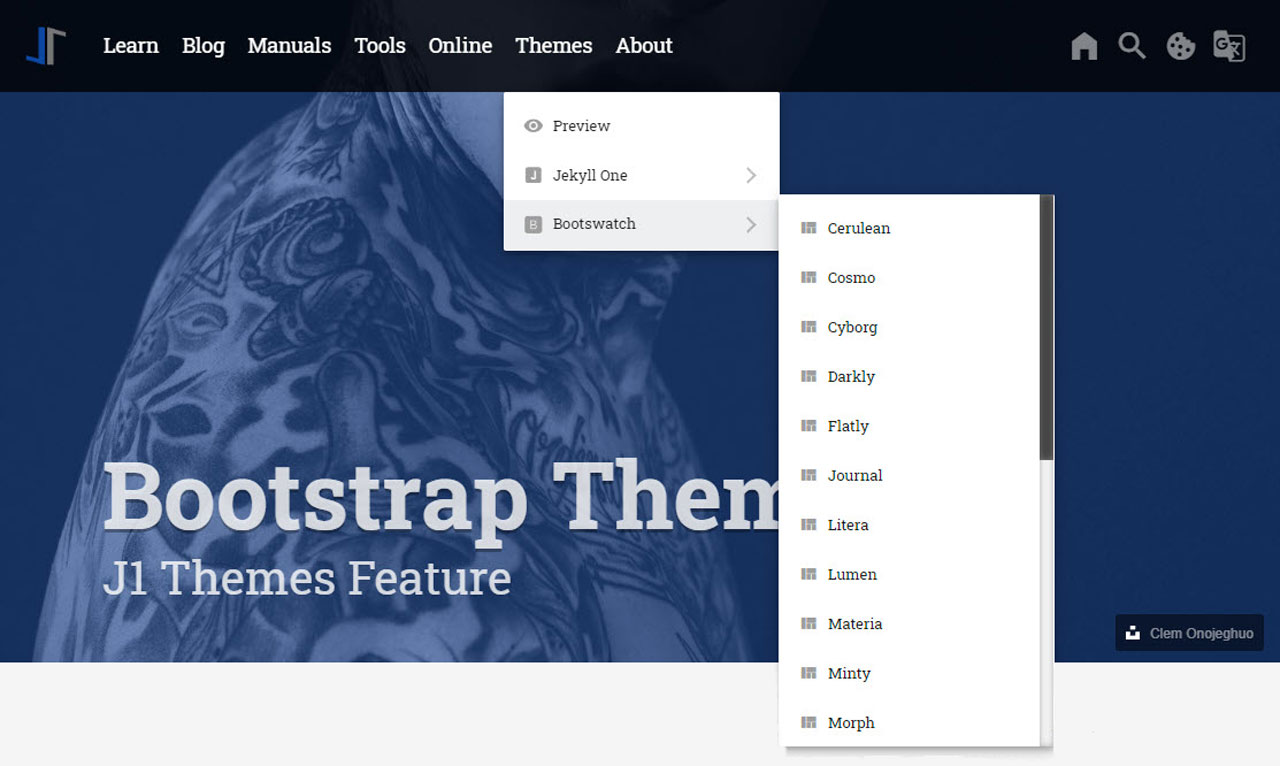 Learn Blog Manuals Tools Online Themes About
Preview
J Jekyll One
B Bootswatch
Cerulean
Cosmo
Cyborg
Darkly
Flatly
Journal
Litera
Lumen
Materia
Minty
Morph
Bootstrap Them
J1 Themes Feature
Clem Onojeghuo